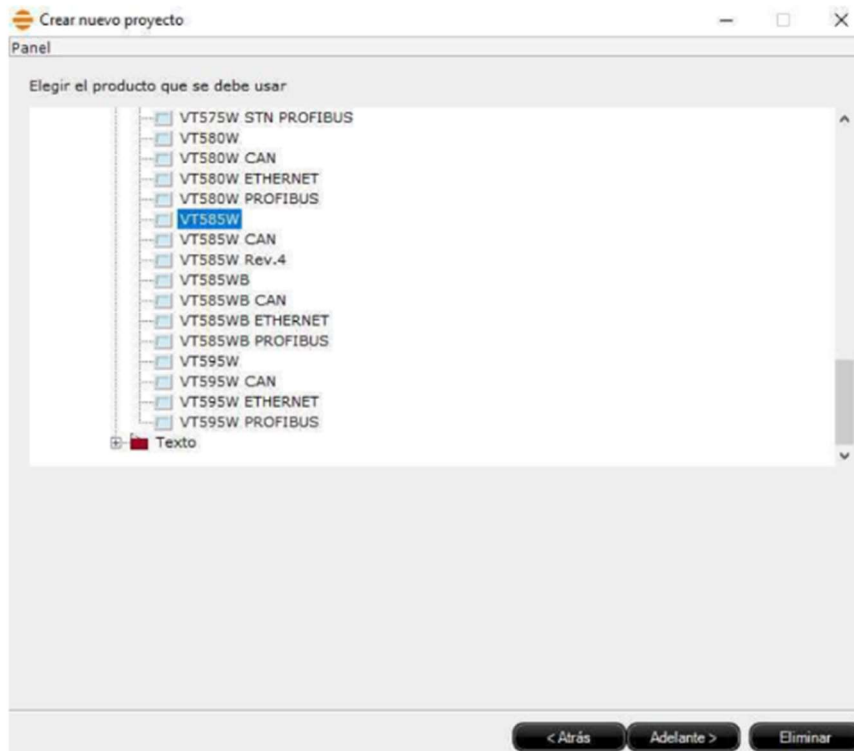 Crear nuevo proyecto
Panel
Elegir el producto que se debe usar
VT575W STN PROFIBUS
VT580W
VT580W CAN
VT580W ETHERNET
VT580W PROFIBUS
VT585W
VT585W CAN
VT585W Rev.4
VT585WB
VT585WB CAN
VT585WB ETHERNET
VT585WB PROFIBUS
VT595W
VT595W CAN
VT595W ETHERNET
VT595W PROFIBUS
Texto
< Atrás Adelante > Eliminar